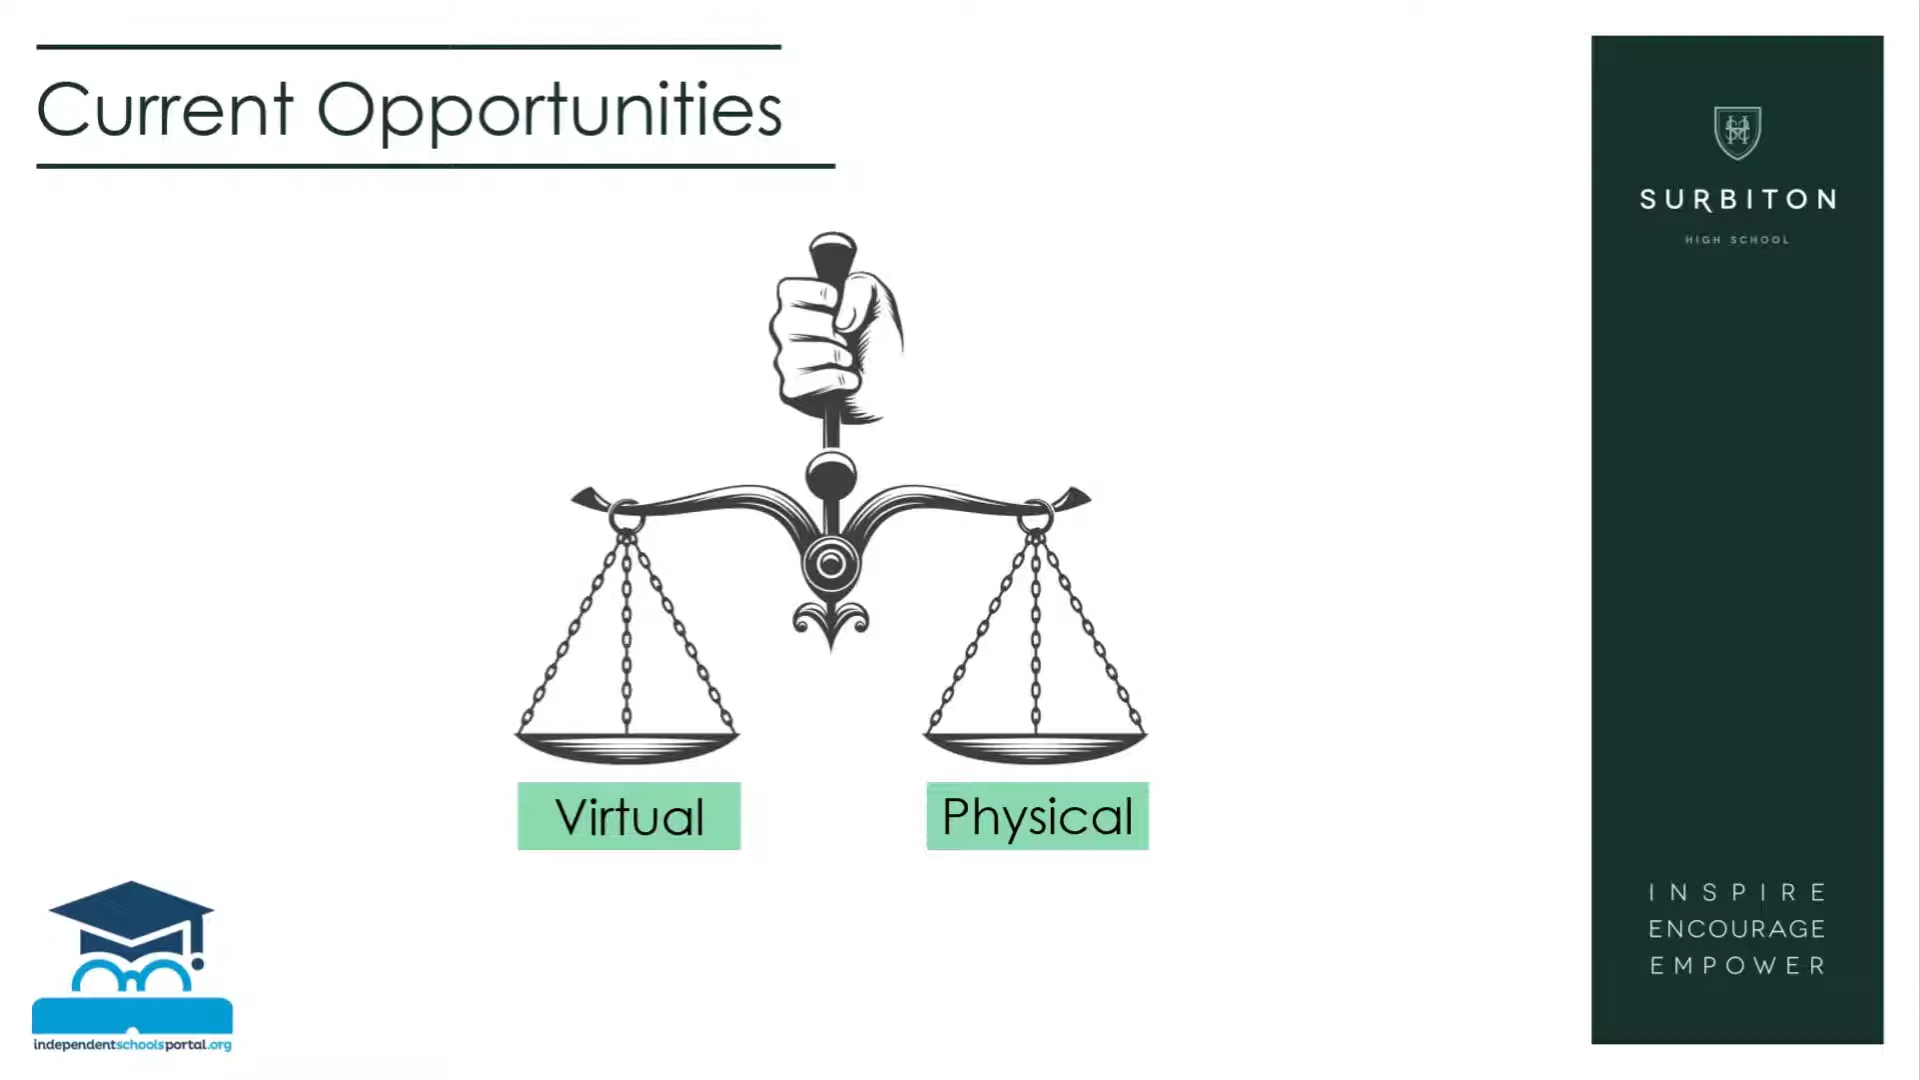 Current Opportunities
SURBITON
HIGH SCHOOL
Virtual
Physical
INSPIRE
ENCOURAGE
EMPOWER
independentschoolsportal.org